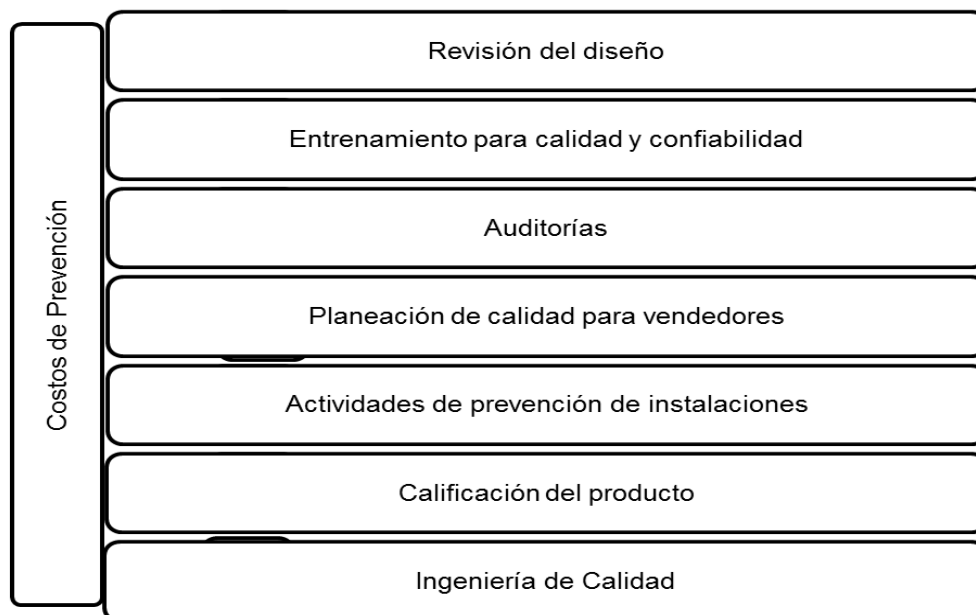 Costos de Prevención
Revisión del diseño
Entrenamiento para calidad y confiabilidad
Auditorías
Planeación de calidad para vendedores
Actividades de prevención de instalaciones
Calificación del producto
Ingeniería de Calidad